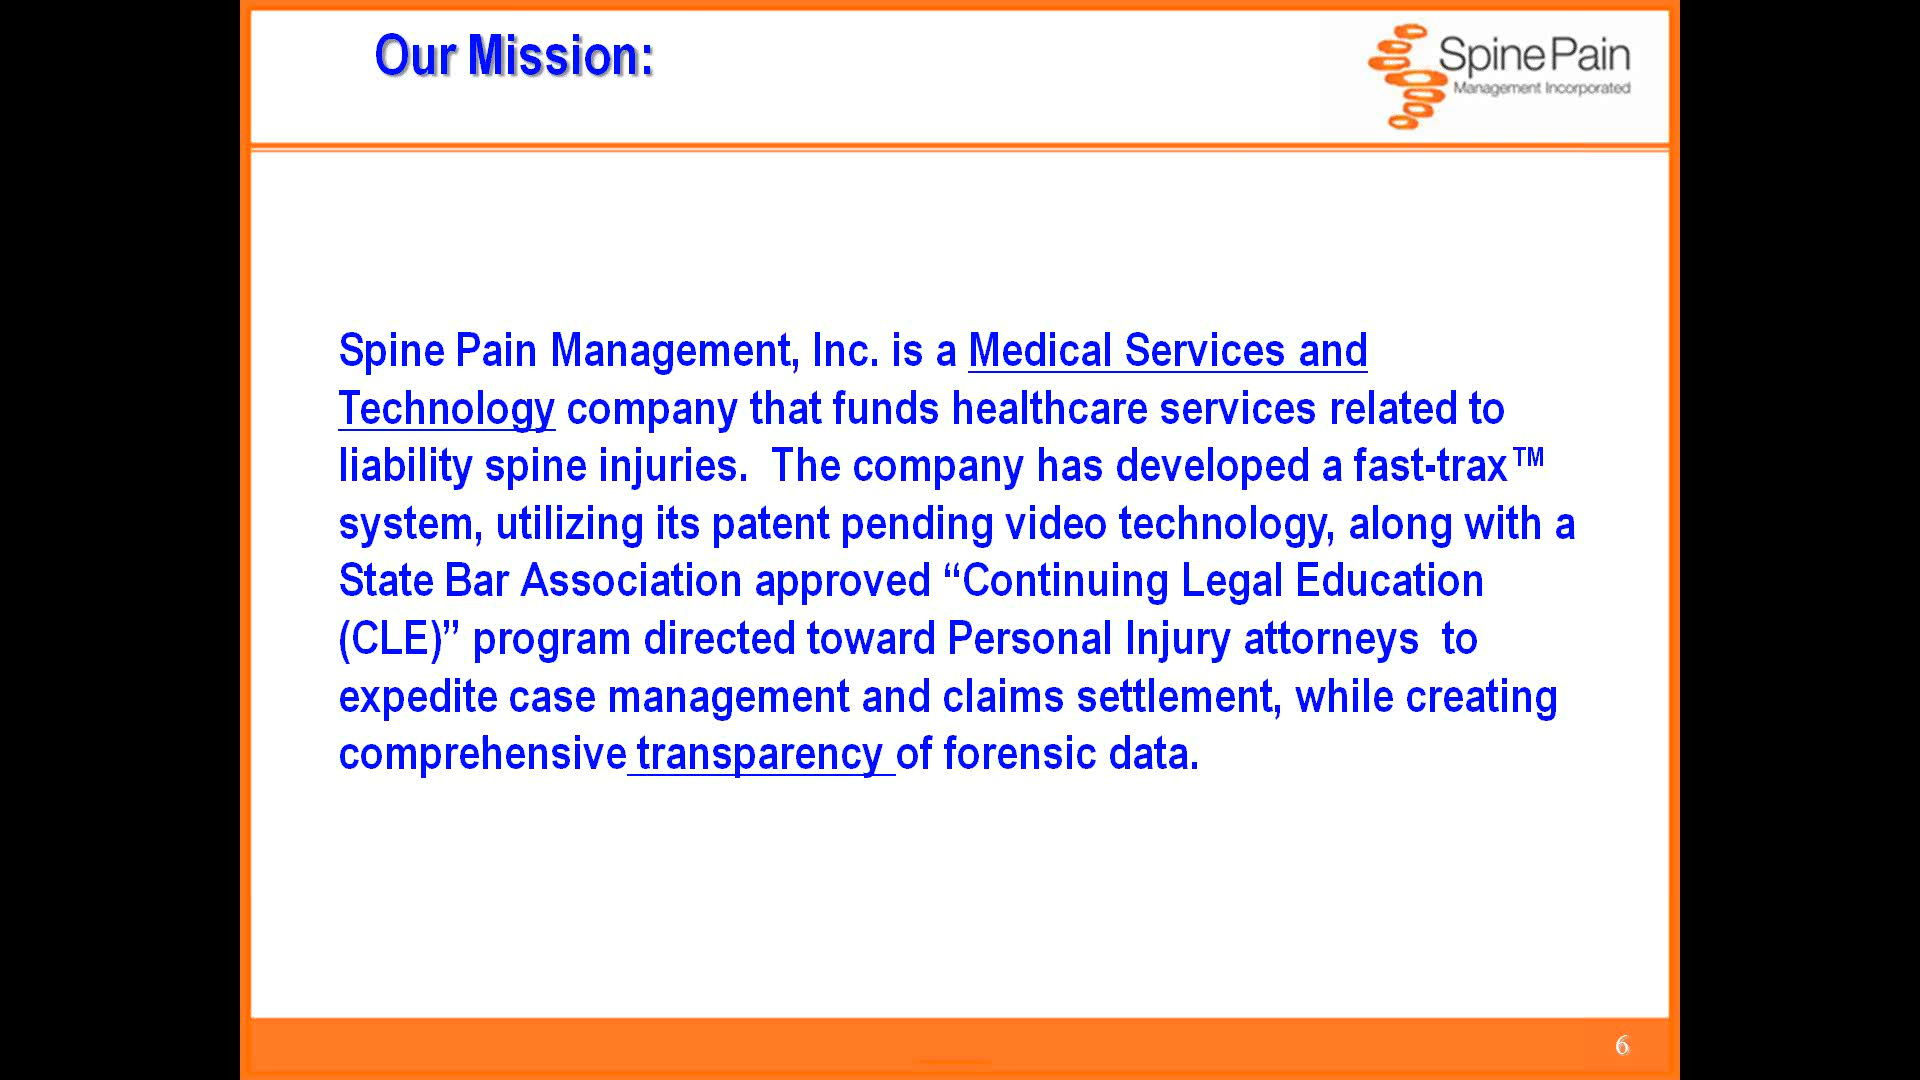 Our Mission:
Spine Pain
Management Incorporated
Spine Pain Management, Inc. is a Medical Services and
Technology company that funds healthcare services related to
liability spine injuries.  The company has developed a fast-trax™
system, utilizing its patent pending video technology, along with a
State Bar Association approved “Continuing Legal Education
(CLE)” program directed toward Personal Injury attorneys  to
expedite case management and claims settlement, while creating
comprehensive transparency of forensic data.
6